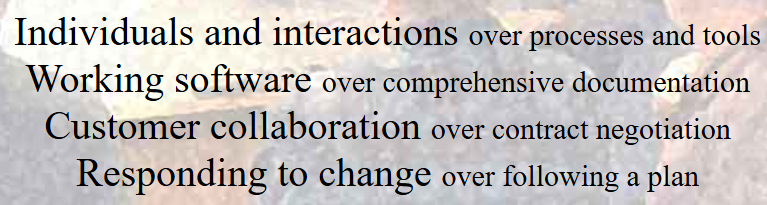 Individuals and interactions over processes and tools
Working software over comprehensive documentation
Customer collaboration over contract negotiation
Responding to change over following a plan